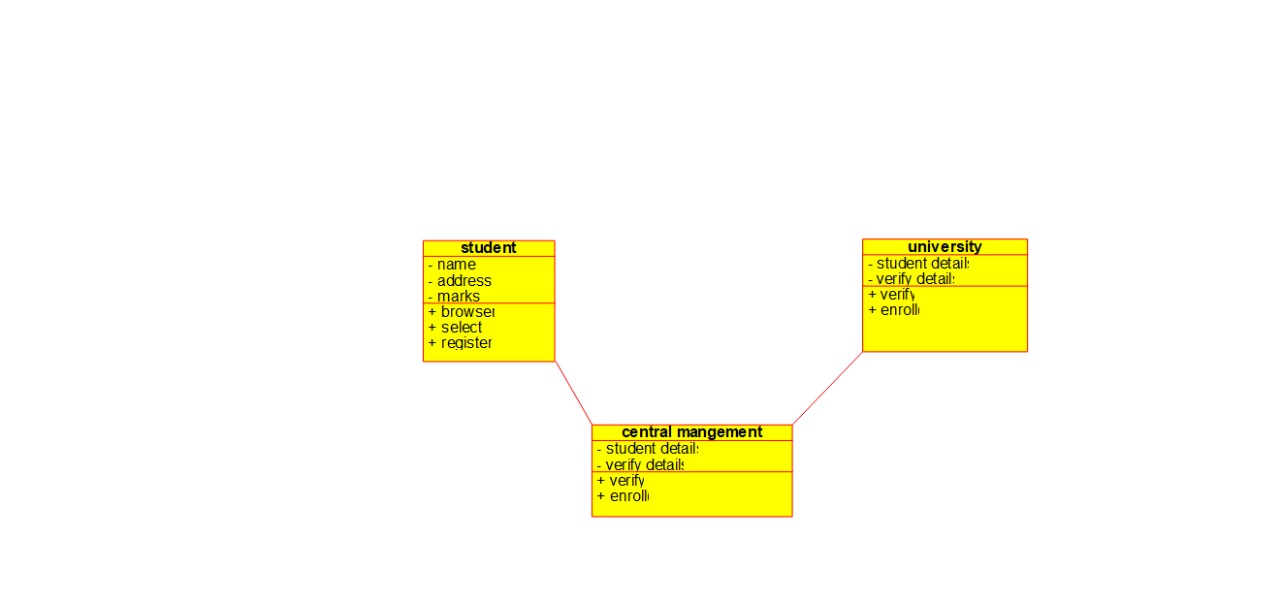 student
- name
- address
- marks
+ browser
+ select
+ register
university
- student details
- verify details
+ verify
+ enroll
central mangement
- student details
- verify details
+ verify
+ enroll